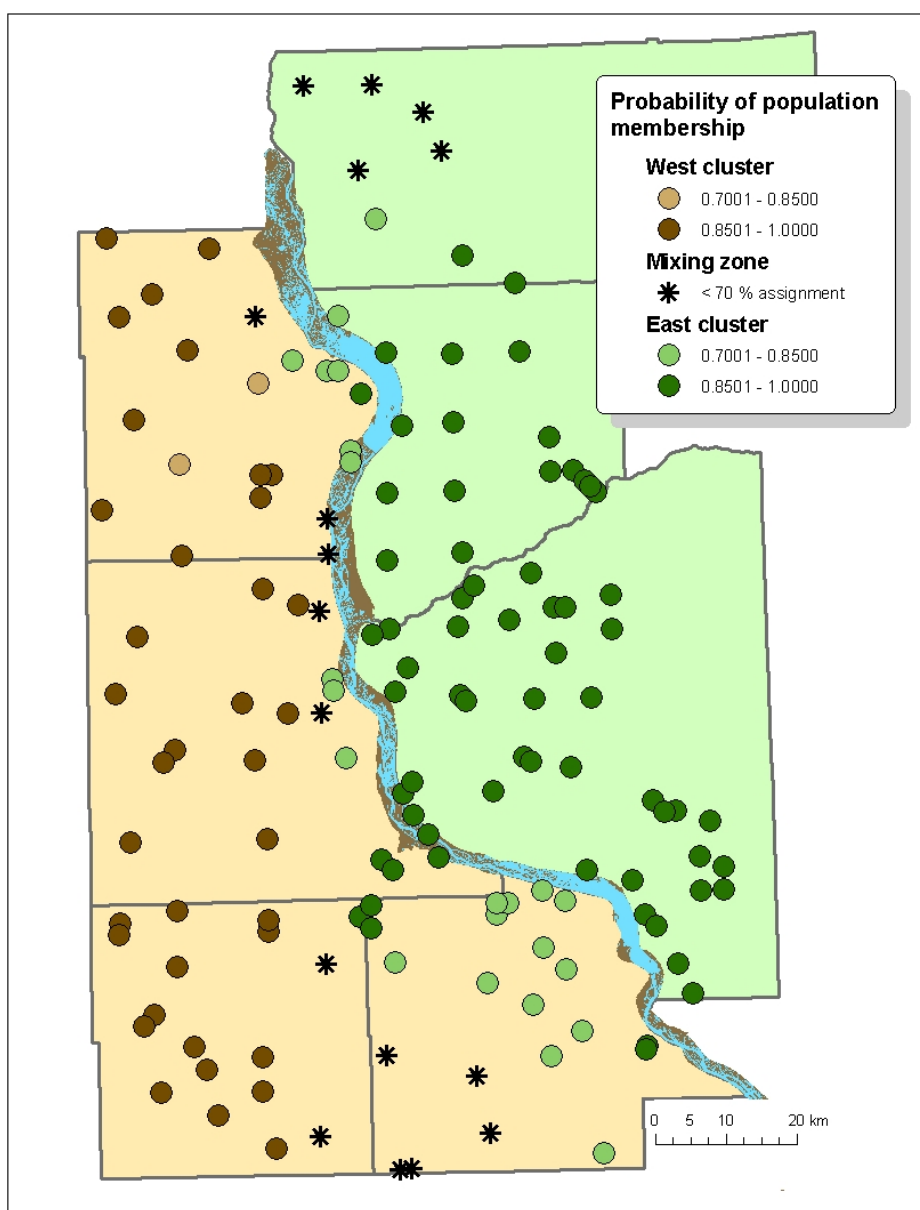 Probability of population
membership
West cluster
0.7001 - 0.8500
0.8501 - 1.0000
Mixing zone
< 70 % assignment
East cluster
0.7001 - 0.8500
0.8501 - 1.0000
0 5 10 20 km